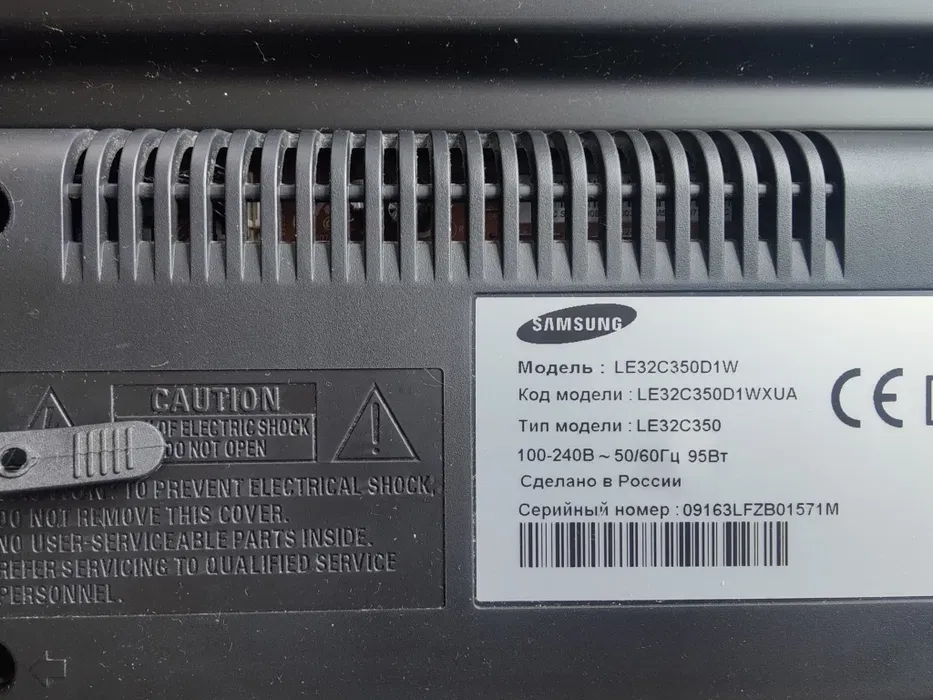 SAMSUNG
Модель : LE32C350D1W
Код модели : LE32C350D1WXUA
Тип модели : LE32C350
100-240В ~ 50/60Гц 95Вт
Сделано в России
Серийный номер : 09163LFZB01571M
CE
CAUTION
OF ELECTRIC SHOCK
DO NOT OPEN
TO PREVENT ELECTRICAL SHOCK,
DO NOT REMOVE THIS COVER.
NO USER-SERVICEABLE PARTS INSIDE.
REFER SERVICING TO QUALIFIED SERVICE
PERSONNEL.